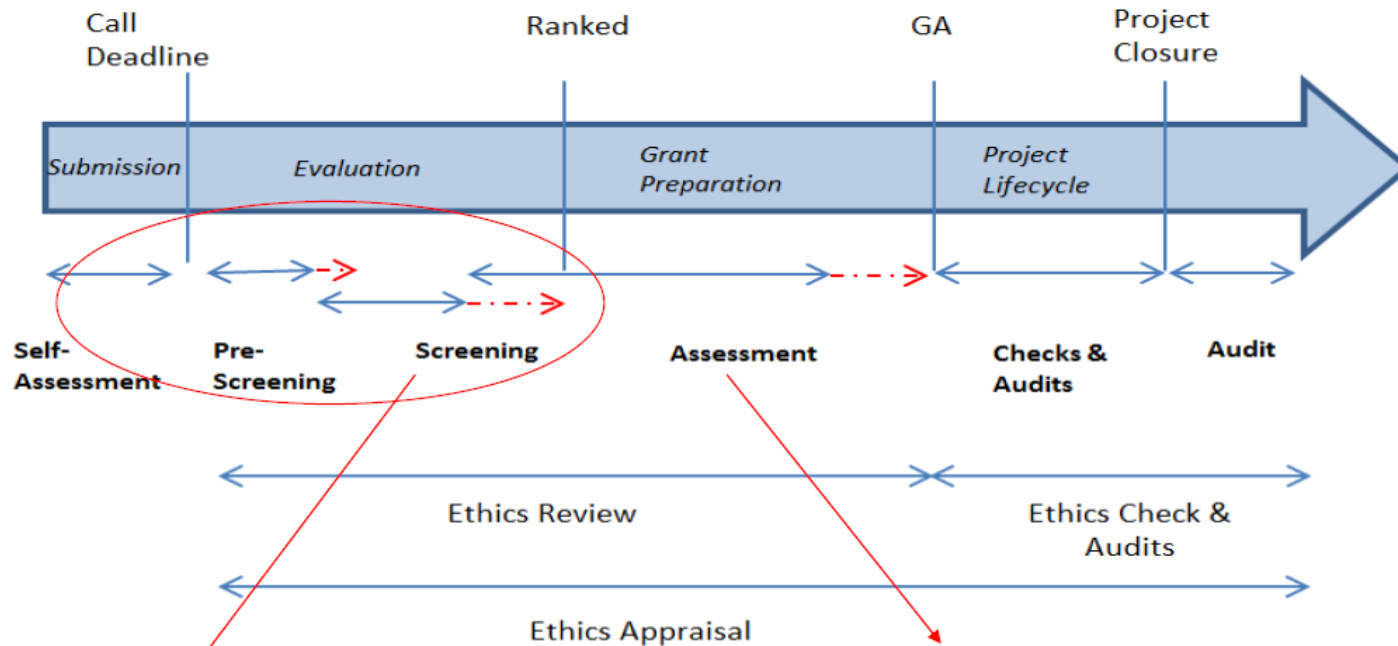 Call
Deadline
Ranked
GA
Project
Closure
Submission
Evaluation
Grant
Preparation
Project
Lifecycle
Self-
Assessment
Pre-
Screening
Screening
Assessment
Checks &
Audits
Audit
Ethics Review
Ethics Check &
Audits
Ethics Appraisal